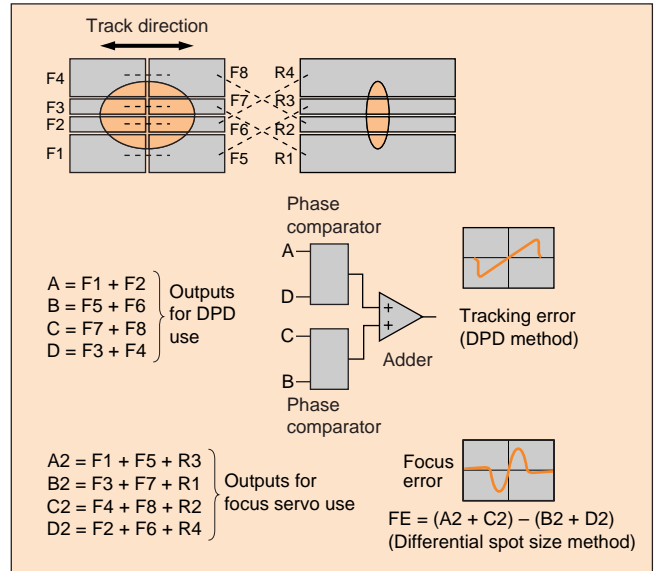 Track direction
F4
F3
F2
F1
F8
F7
F6
F5
R4
R3
R2
R1
Phase
comparator
A
D
C
B
+
+
Adder
Phase
comparator
Tracking error
(DPD method)
A = F1 + F2
B = F5 + F6
C = F7 + F8
D = F3 + F4
Outputs
for DPD
use
A2 = F1 + F5 + R3
B2 = F3 + F7 + R1
C2 = F4 + F8 + R2
D2 = F2 + F6 + R4
Outputs for
focus servo use
Focus
error
FE = (A2 + C2) – (B2 + D2)
(Differential spot size method)